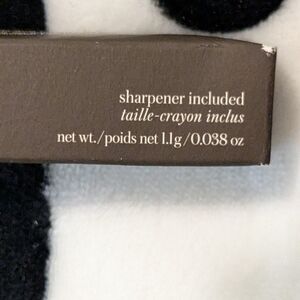 sharpener included
taille-crayon inclus
net wt./poids net 1.1g/0.038 oz